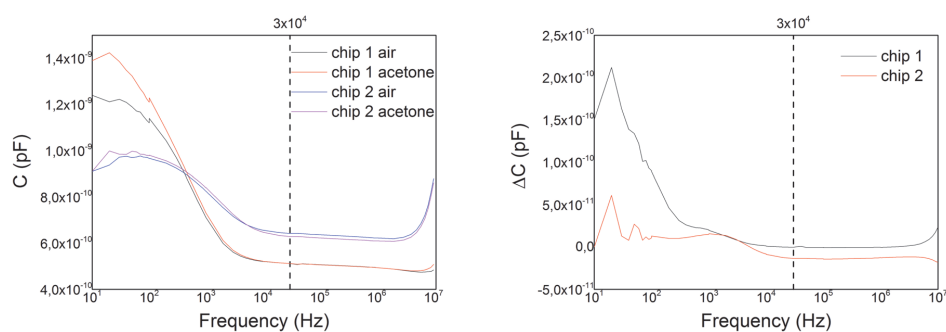 3x10⁴
1,4x10⁻⁹
1,2x10⁻⁹
1,0x10⁻⁹
8,0x10⁻¹⁰
6,0x10⁻¹⁰
4,0x10⁻¹⁰
C (pF)
chip 1 air
chip 1 acetone
chip 2 air
chip 2 acetone
10¹ 10² 10³ 10⁴ 10⁵ 10⁶ 10⁷
Frequency (Hz)
3x10⁴
2,5x10⁻¹⁰
2,0x10⁻¹⁰
1,5x10⁻¹⁰
1,0x10⁻¹⁰
5,0x10⁻¹¹
0,0
-5,0x10⁻¹¹
ΔC (pF)
chip 1
chip 2
10¹ 10² 10³ 10⁴ 10⁵ 10⁶ 10⁷
Frequency (Hz)